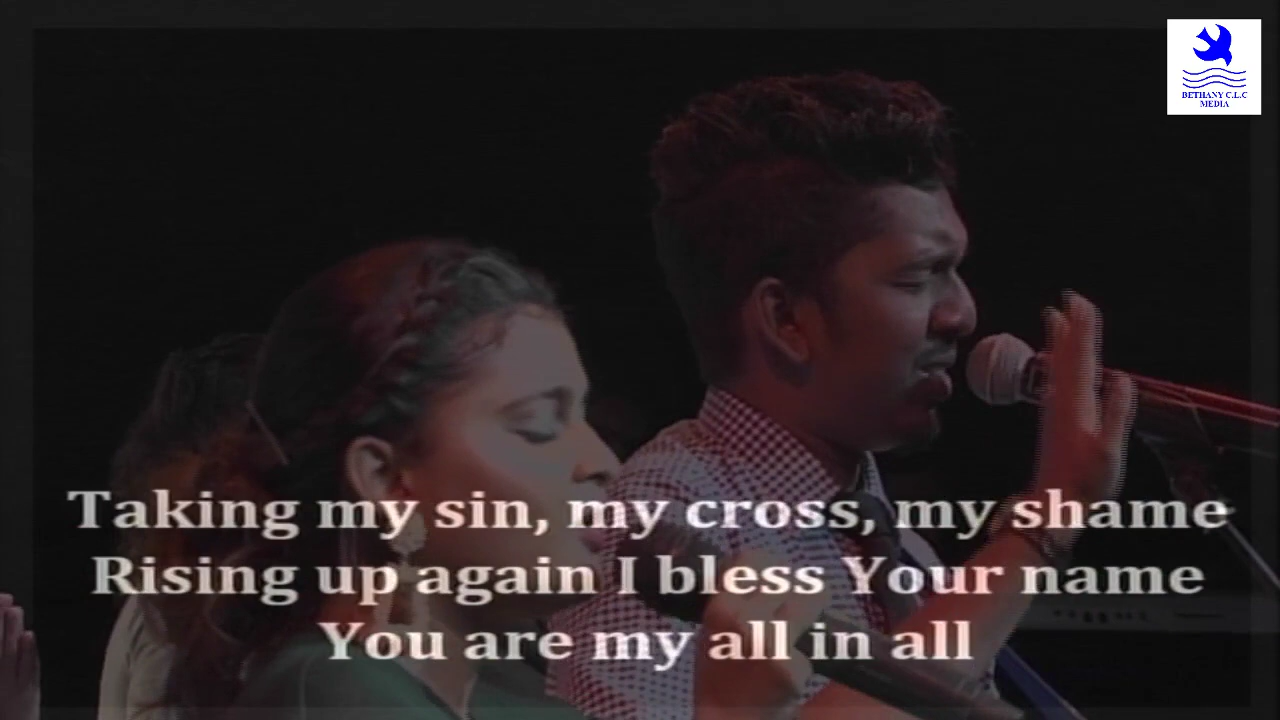 BETHANY C.L.C
MEDIA
Taking my sin, my cross, my shame
Rising up again I bless Your name
You are my all in all